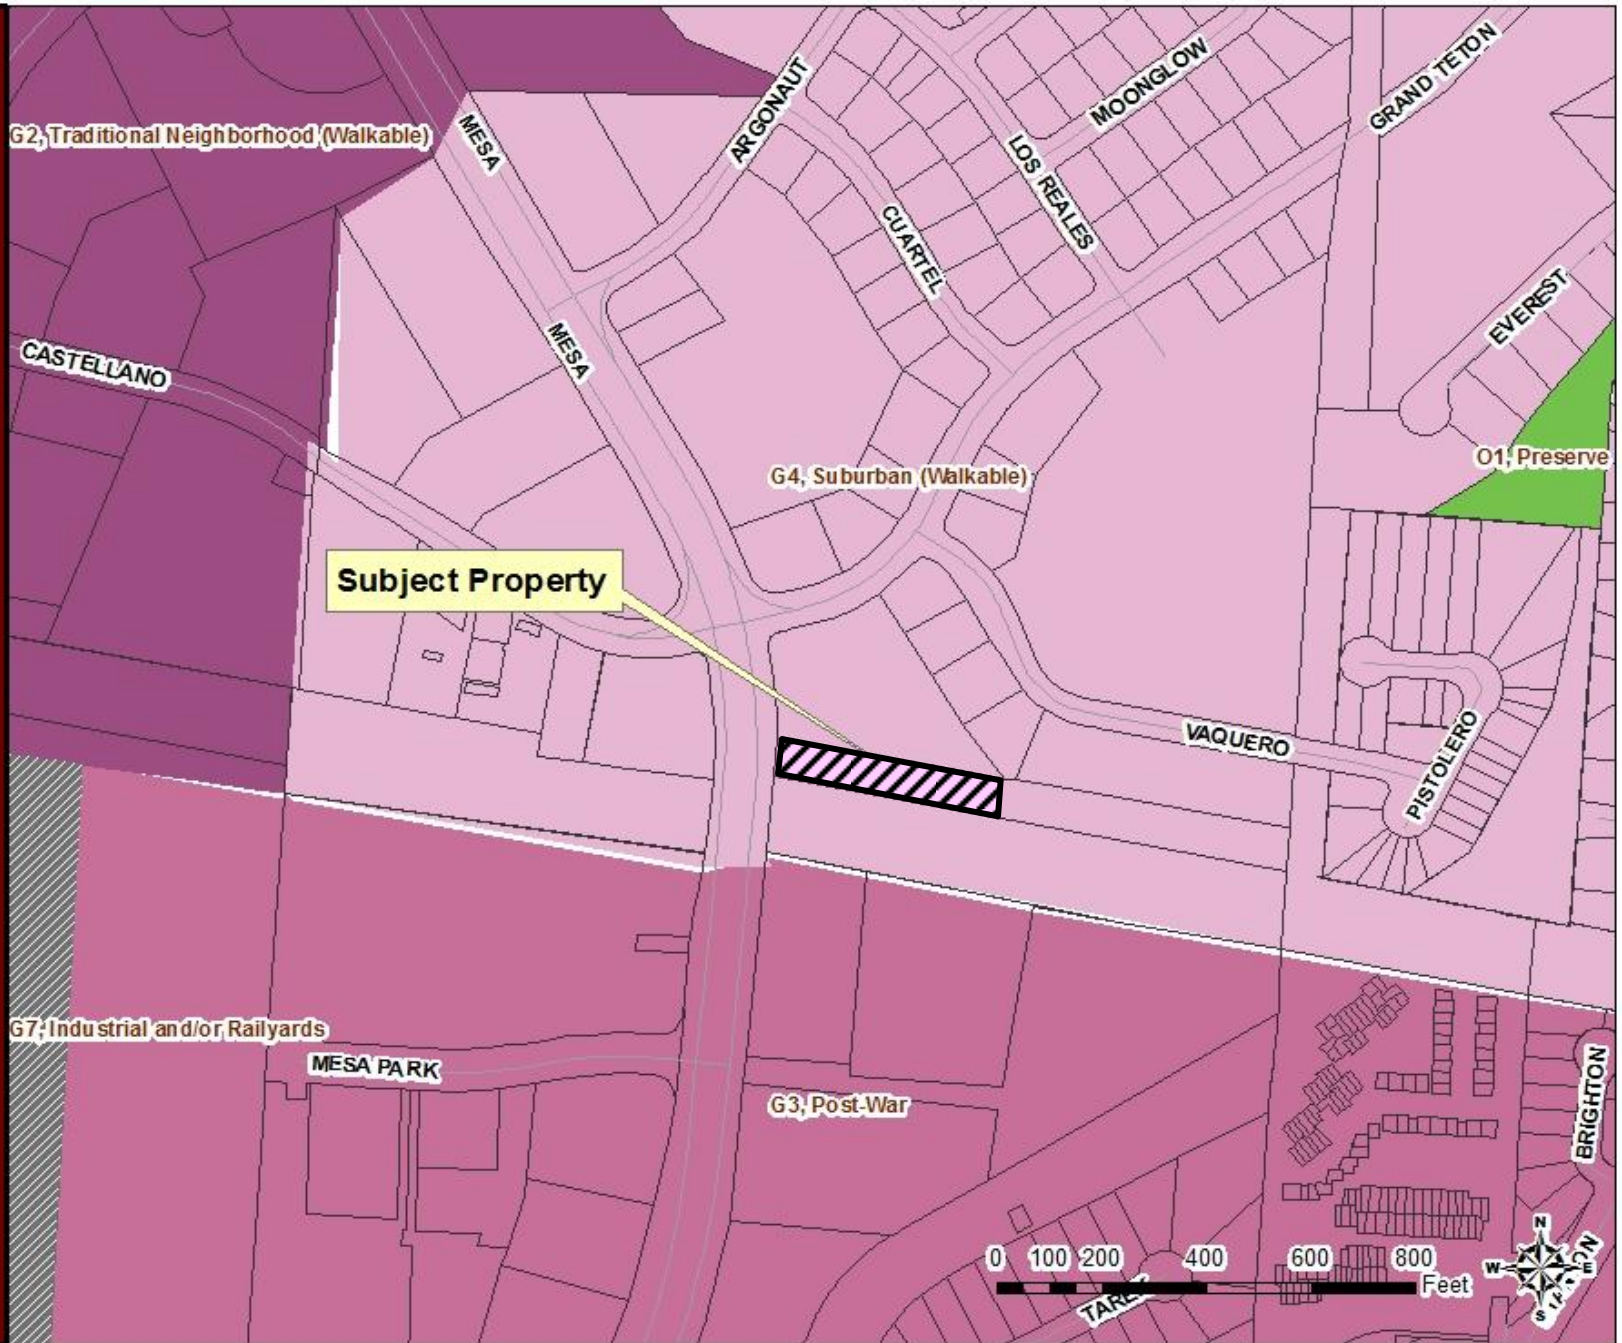 MOONGLOW
GRAND TETON
ARGONAUT
MESA
G2, Traditional Neighborhood (Walkable)
LOS REALES
CUARTEL
EVEREST
MESA
CASTELLANO
G4, Suburban (Walkable)
O1, Preserve
Subject Property
VAQUERO
PISTOLERO
G7, Industrial and/or Railyards
MESA PARK
G3, Post-War
BRIGHTON
N
W
E
S
0 100 200 400 600 800
Feet